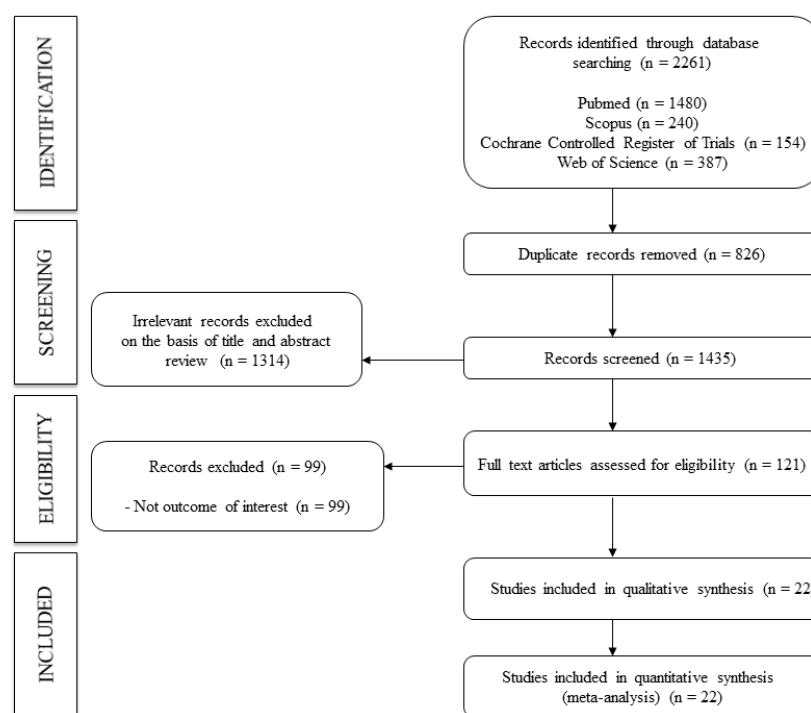 IDENTIFICATION
Records identified through database
searching (n = 2261)
Pubmed (n = 1480)
Scopus (n = 240)
Cochrane Controlled Register of Trials (n = 154)
Web of Science (n = 387)
SCREENING
Duplicate records removed (n = 826)
Irrelevant records excluded
on the basis of title and abstract
review (n = 1314)
Records screened (n = 1435)
ELIGIBILITY
Records excluded (n = 99)
- Not outcome of interest (n = 99)
Full text articles assessed for eligibility (n = 121)
INCLUDED
Studies included in qualitative synthesis (n = 22
Studies included in quantitative synthesis
(meta-analysis) (n = 22)